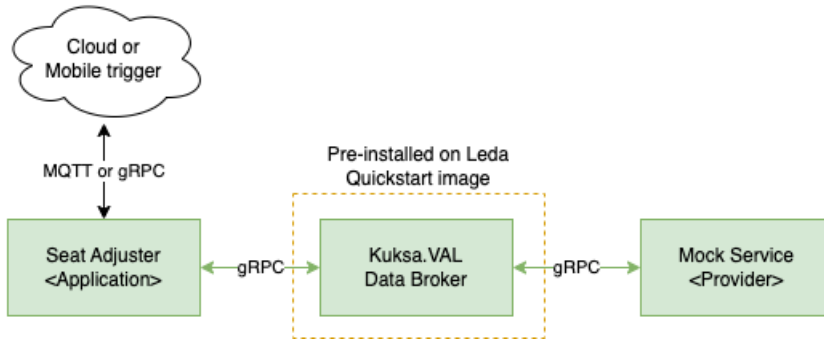 Cloud or
Mobile trigger
MQTT or gRPC
Pre-installed on Leda
Quickstart image
Seat Adjuster
<Application>
gRPC
Kuksa.VAL
Data Broker
gRPC
Mock Service
<Provider>